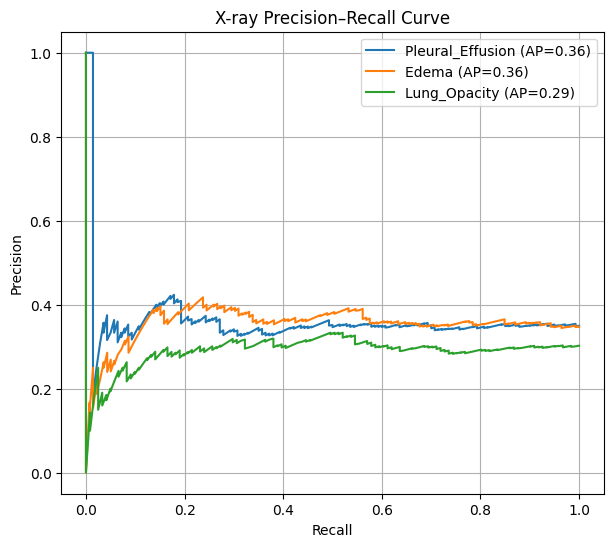 X-ray Precision–Recall Curve
Pleural_Effusion (AP=0.36)
Edema (AP=0.36)
Lung_Opacity (AP=0.29)
Precision
1.0
0.8
0.6
0.4
0.2
0.0
0.0 0.2 0.4 0.6 0.8 1.0
Recall